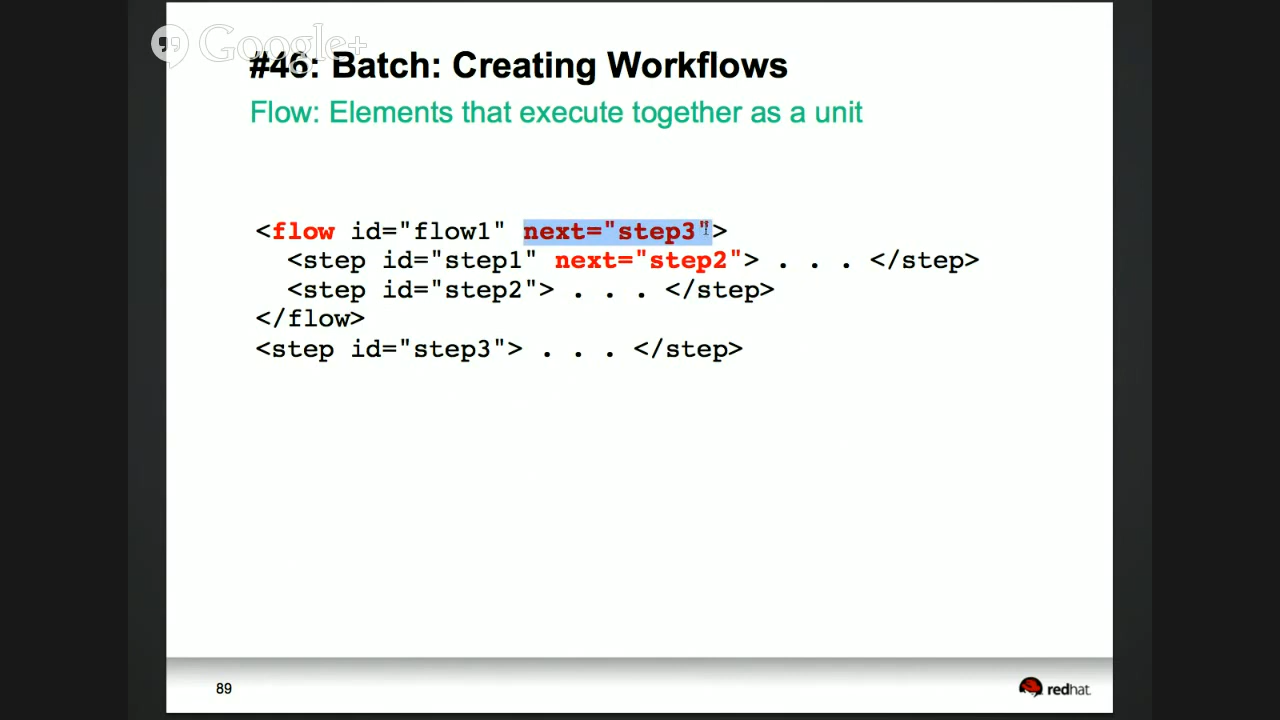 Google+
#46: Batch: Creating Workflows
Flow: Elements that execute together as a unit
<flow id="flow1" next="step3">
<step id="step1" next="step2"> . . . </step>
<step id="step2"> . . . </step>
</flow>
<step id="step3"> . . . </step>
89
redhat.